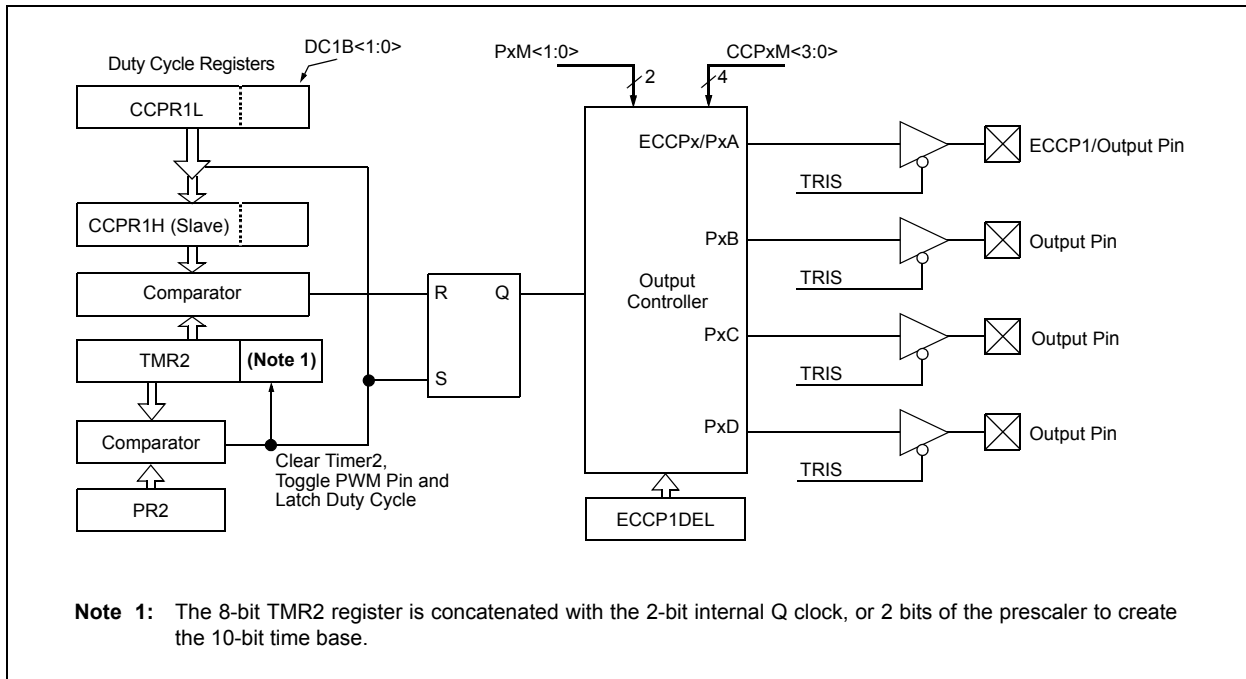 DC1B<1:0>
Duty Cycle Registers
CCPR1L
CCPR1H (Slave)
Comparator
TMR2
(Note 1)
Comparator
PR2
Clear Timer2,
Toggle PWM Pin and
Latch Duty Cycle
R
Q
S
PxM<1:0>
2
CCPxM<3:0>
4
Output
Controller
ECCPx/PxA
PxB
PxC
PxD
ECCP1DEL
TRIS
ECCP1/Output Pin
TRIS
Output Pin
TRIS
Output Pin
TRIS
Output Pin
Note 1: The 8-bit TMR2 register is concatenated with the 2-bit internal Q clock, or 2 bits of the prescaler to create
the 10-bit time base.